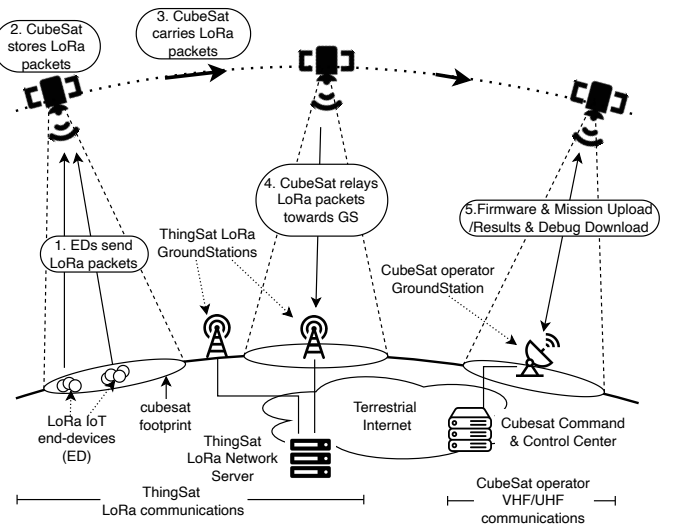 2. CubeSat
stores LoRa
packets
3. CubeSat
carries LoRa
packets
4. CubeSat relays
LoRa packets
towards GS
5.Firmware & Mission Upload
/Results & Debug Download
1. EDs send
LoRa packets
ThingSat LoRa
GroundStations
CubeSat operator
GroundStation
LoRa IoT
end-devices
(ED)
cubesat
footprint
ThingSat
LoRa Network
Server
Terrestrial
Internet
Cubesat Command
& Control Center
ThingSat
LoRa communications
CubeSat operator
VHF/UHF
communications